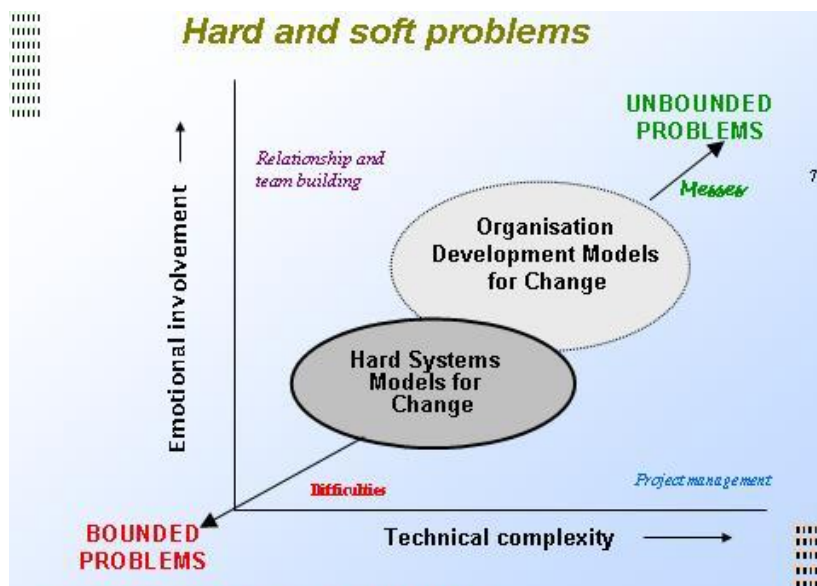 Hard and soft problems
UNBOUNDED
PROBLEMS
Relationship and
team building
Messes
Organisation
Development Models
for Change
Emotional involvement
Hard Systems
Models for
Change
Difficulties
Project management
BOUNDED
PROBLEMS
Technical complexity